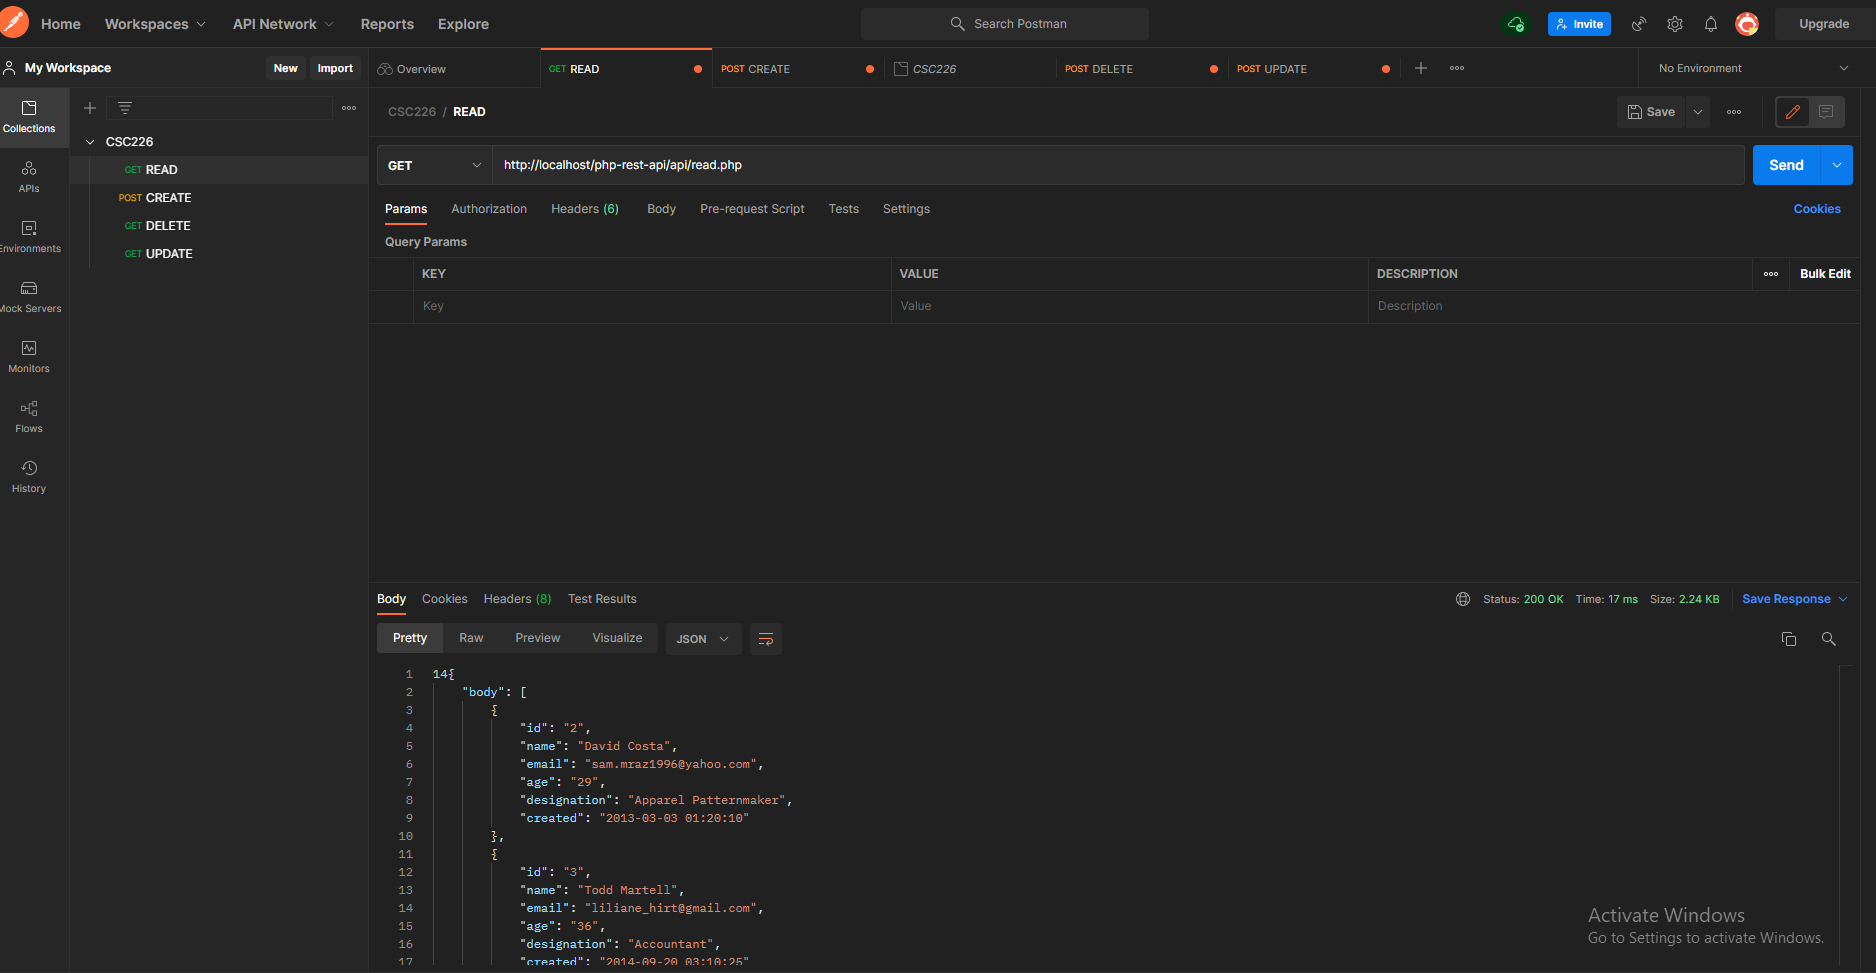 Home Workspaces API Network Reports Explore Search Postman Invite Upgrade
My Workspace New Import Overview GET READ POST CREATE CSC226 POST DELETE POST UPDATE No Environment
Collections
APIs
Environments
Mock Servers
Monitors
Flows
History
CSC226
GET READ
POST CREATE
GET DELETE
GET UPDATE
CSC226 / READ Save
GET http://localhost/php-rest-api/api/read.php Send
Params Authorization Headers (6) Body Pre-request Script Tests Settings Cookies
Query Params
KEY VALUE DESCRIPTION Bulk Edit
Key Value Description
Body Cookies Headers (8) Test Results Status: 200 OK Time: 17 ms Size: 2.24 KB Save Response
Pretty Raw Preview Visualize JSON
1 14{
2 "body": [
3 {
4 "id": "2",
5 "name": "David Costa",
6 "email": "sam.mraz1996@yahoo.com",
7 "age": "29",
8 "designation": "Apparel Patternmaker",
9 "created": "2013-03-03 01:20:10"
10 },
11 {
12 "id": "3",
13 "name": "Todd Martell",
14 "email": "liliane_hirt@gmail.com",
15 "age": "36",
16 "designation": "Accountant",
17 "created": "2014-09-20 03:10:25"
Activate Windows
Go to Settings to activate Windows.